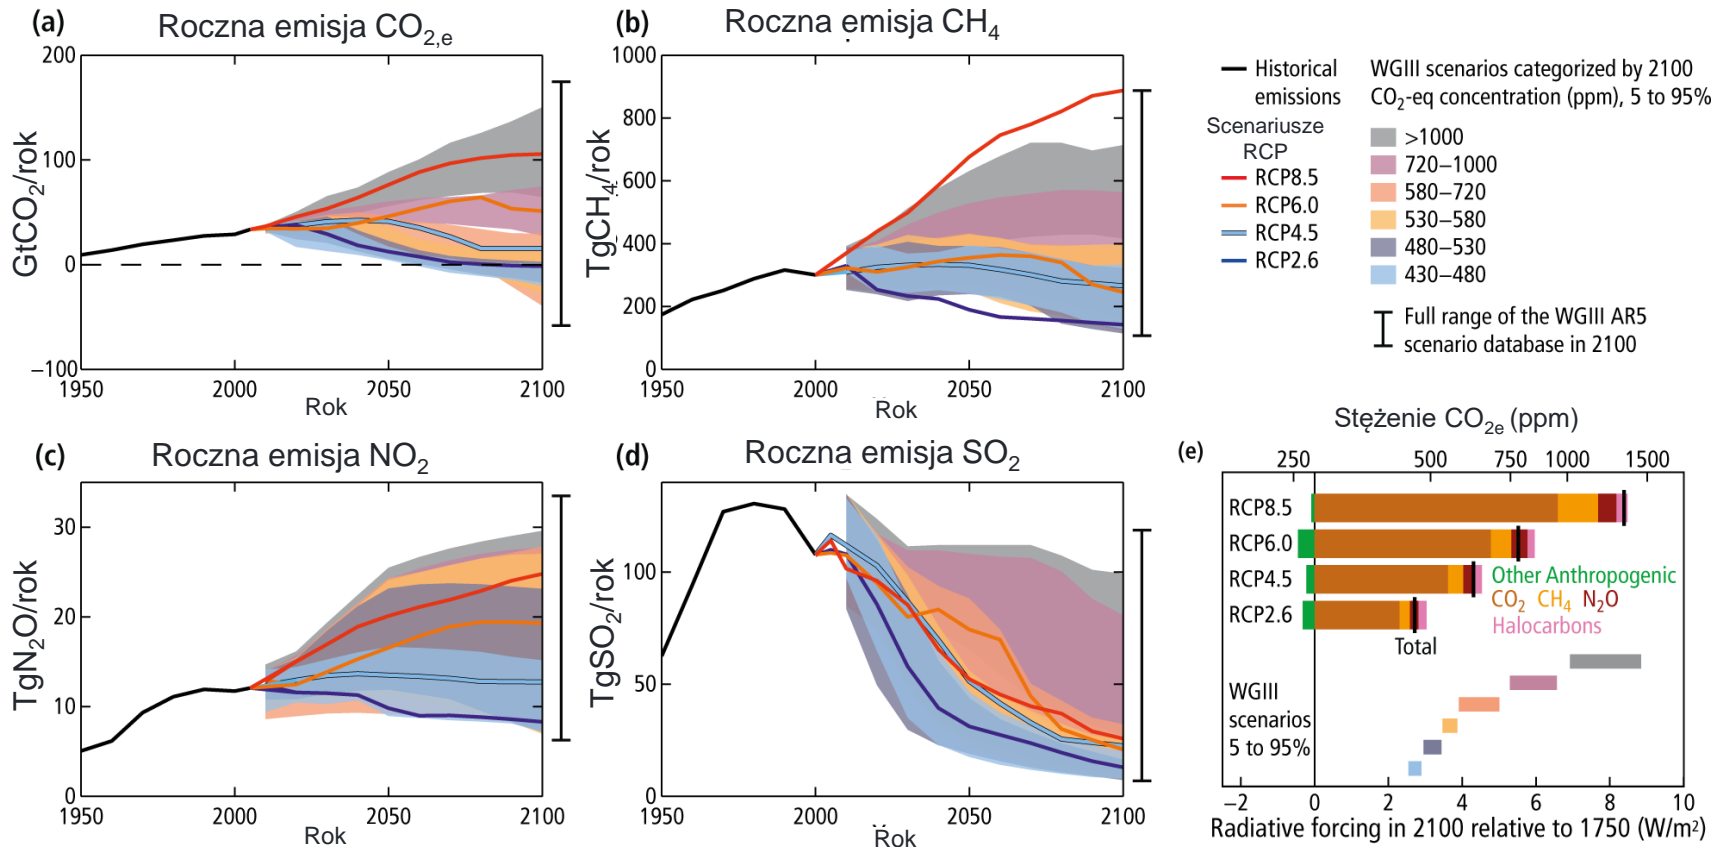 (a) Roczna emisja CO₂,e
GtCO₂/rok
200
100
0
−100
1950 2000 2050 2100
Rok
(b) Roczna emisja CH₄
TgCH₄/rok
1000
800
600
400
200
0
1950 2000 2050 2100
Rok
Historical emissions
Scenariusze
RCP
RCP8.5
RCP6.0
RCP4.5
RCP2.6
WGIII scenarios categorized by 2100
CO₂-eq concentration (ppm), 5 to 95%
>1000
720−1000
580−720
530−580
480−530
430−480
Full range of the WGIII AR5
scenario database in 2100
(c) Roczna emisja NO₂
TgN₂O/rok
30
20
10
0
1950 2000 2050 2100
Rok
(d) Roczna emisja SO₂
TgSO₂/rok
100
50
0
1950 2000 2050 2100
Rok
Stężenie CO₂e (ppm)
(e)
250 500 750 1000 1500
RCP8.5
RCP6.0
RCP4.5
RCP2.6
Other Anthropogenic
CO₂ CH₄ N₂O
Halocarbons
Total
WGIII
scenarios
5 to 95%
−2 0 2 4 6 8 10
Radiative forcing in 2100 relative to 1750 (W/m²)